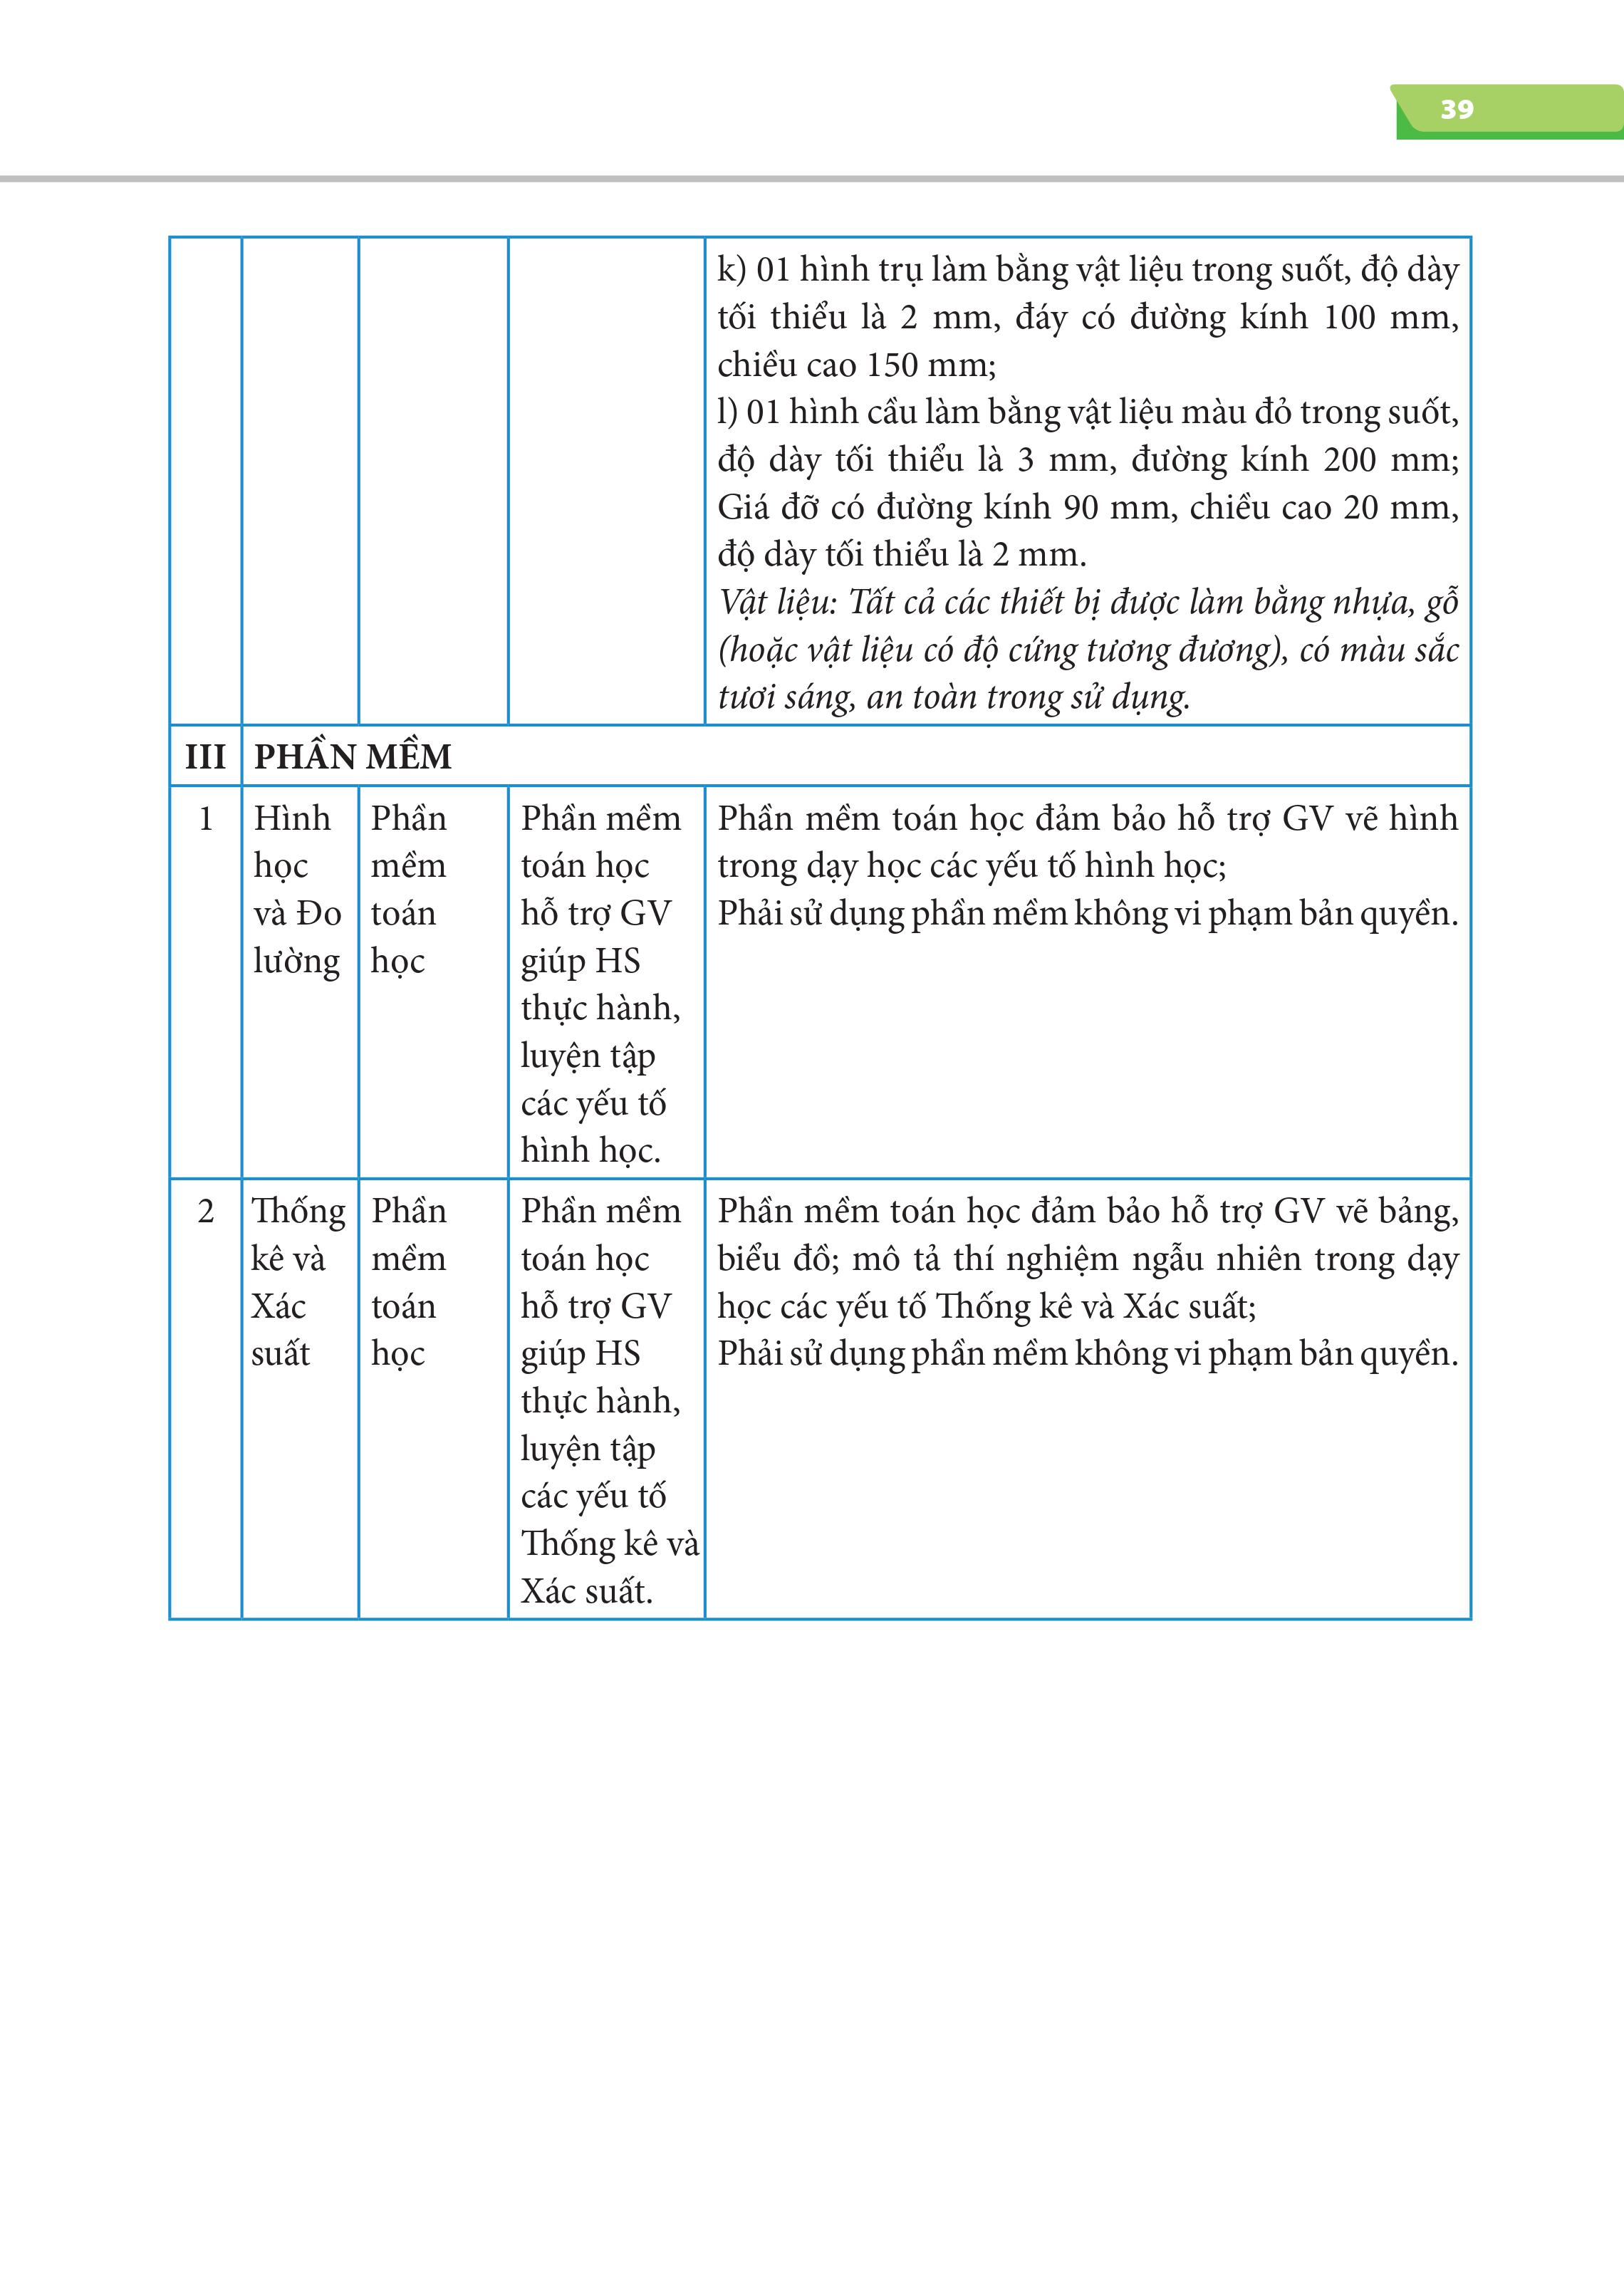 39
k) 01 hình trụ làm bằng vật liệu trong suốt, độ dày
tối thiểu là 2 mm, đáy có đường kính 100 mm,
chiều cao 150 mm;
l) 01 hình cầu làm bằng vật liệu màu đỏ trong suốt,
độ dày tối thiểu là 3 mm, đường kính 200 mm;
Giá đỡ có đường kính 90 mm, chiều cao 20 mm,
độ dày tối thiểu là 2 mm.
Vật liệu: Tất cả các thiết bị được làm bằng nhựa, gỗ
(hoặc vật liệu có độ cứng tương đương), có màu sắc
tươi sáng, an toàn trong sử dụng.
III
PHẦN MỀM
1
Hình
học
và Đo
lường
Phần
mềm
toán
học
Phần mềm
toán học
hỗ trợ GV
giúp HS
thực hành,
luyện tập
các yếu tố
hình học.
Phần mềm toán học đảm bảo hỗ trợ GV vẽ hình
trong dạy học các yếu tố hình học;
Phải sử dụng phần mềm không vi phạm bản quyền.
2
Thống
kê và
Xác
suất
Phần
mềm
toán
học
Phần mềm
toán học
hỗ trợ GV
giúp HS
thực hành,
luyện tập
các yếu tố
Thống kê và
Xác suất.
Phần mềm toán học đảm bảo hỗ trợ GV vẽ bảng,
biểu đồ; mô tả thí nghiệm ngẫu nhiên trong dạy
học các yếu tố Thống kê và Xác suất;
Phải sử dụng phần mềm không vi phạm bản quyền.